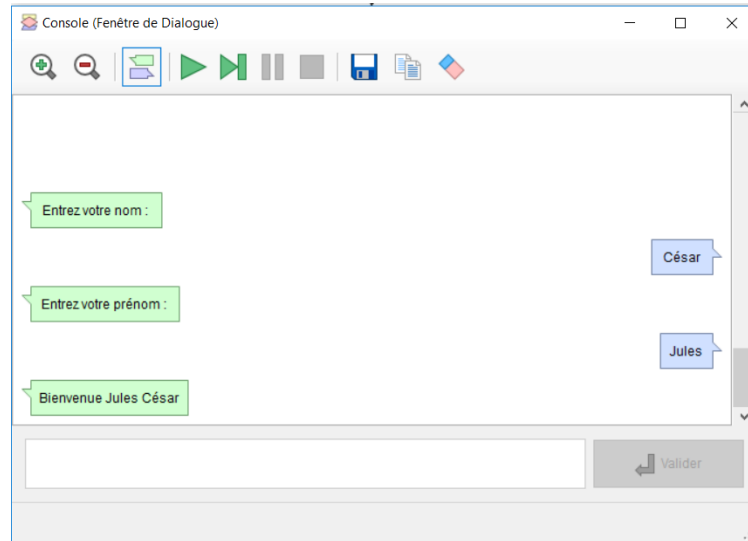 Console (Fenêtre de Dialogue)
Entrez votre nom :
César
Entrez votre prénom :
Jules
Bienvenue Jules César
Valider